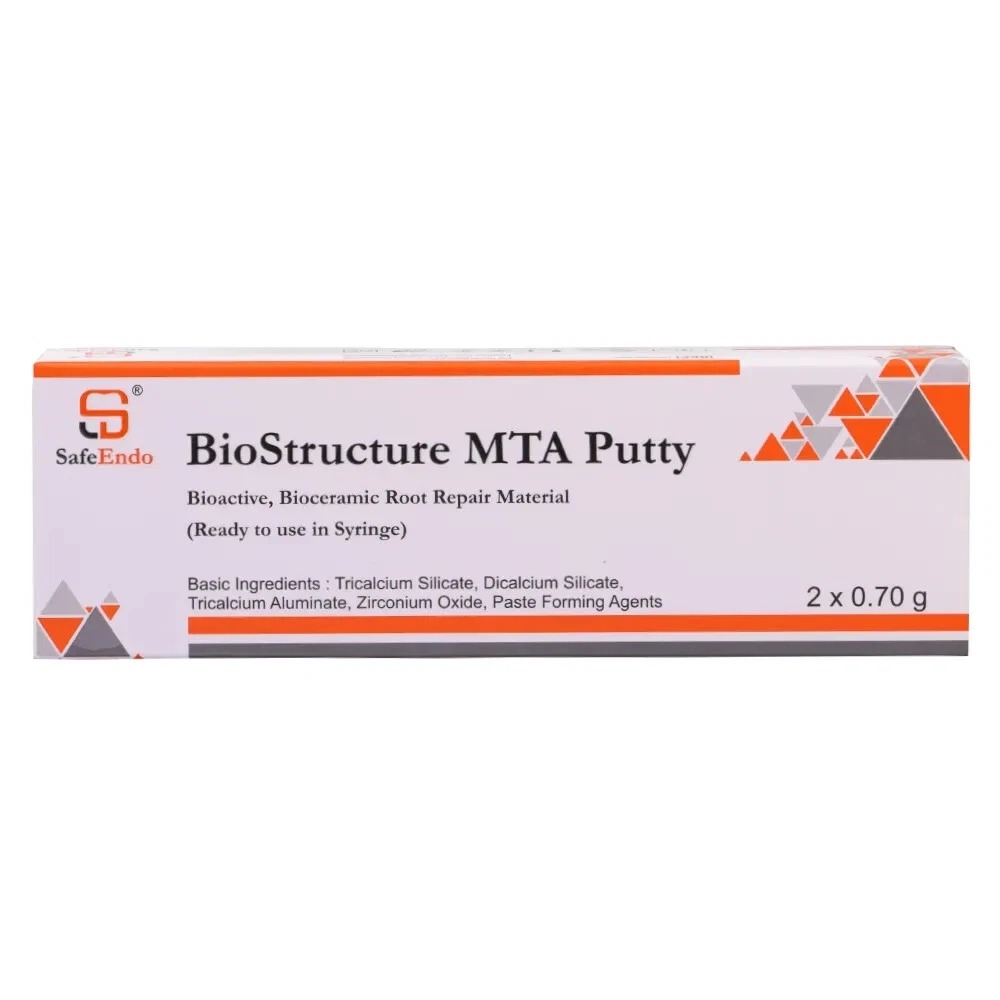 SafeEndo®
BioStructure MTA Putty
Bioactive, Bioceramic Root Repair Material
(Ready to use in Syringe)
Basic Ingredients : Tricalcium Silicate, Dicalcium Silicate,
Tricalcium Aluminate, Zirconium Oxide, Paste Forming Agents
2 x 0.70 g